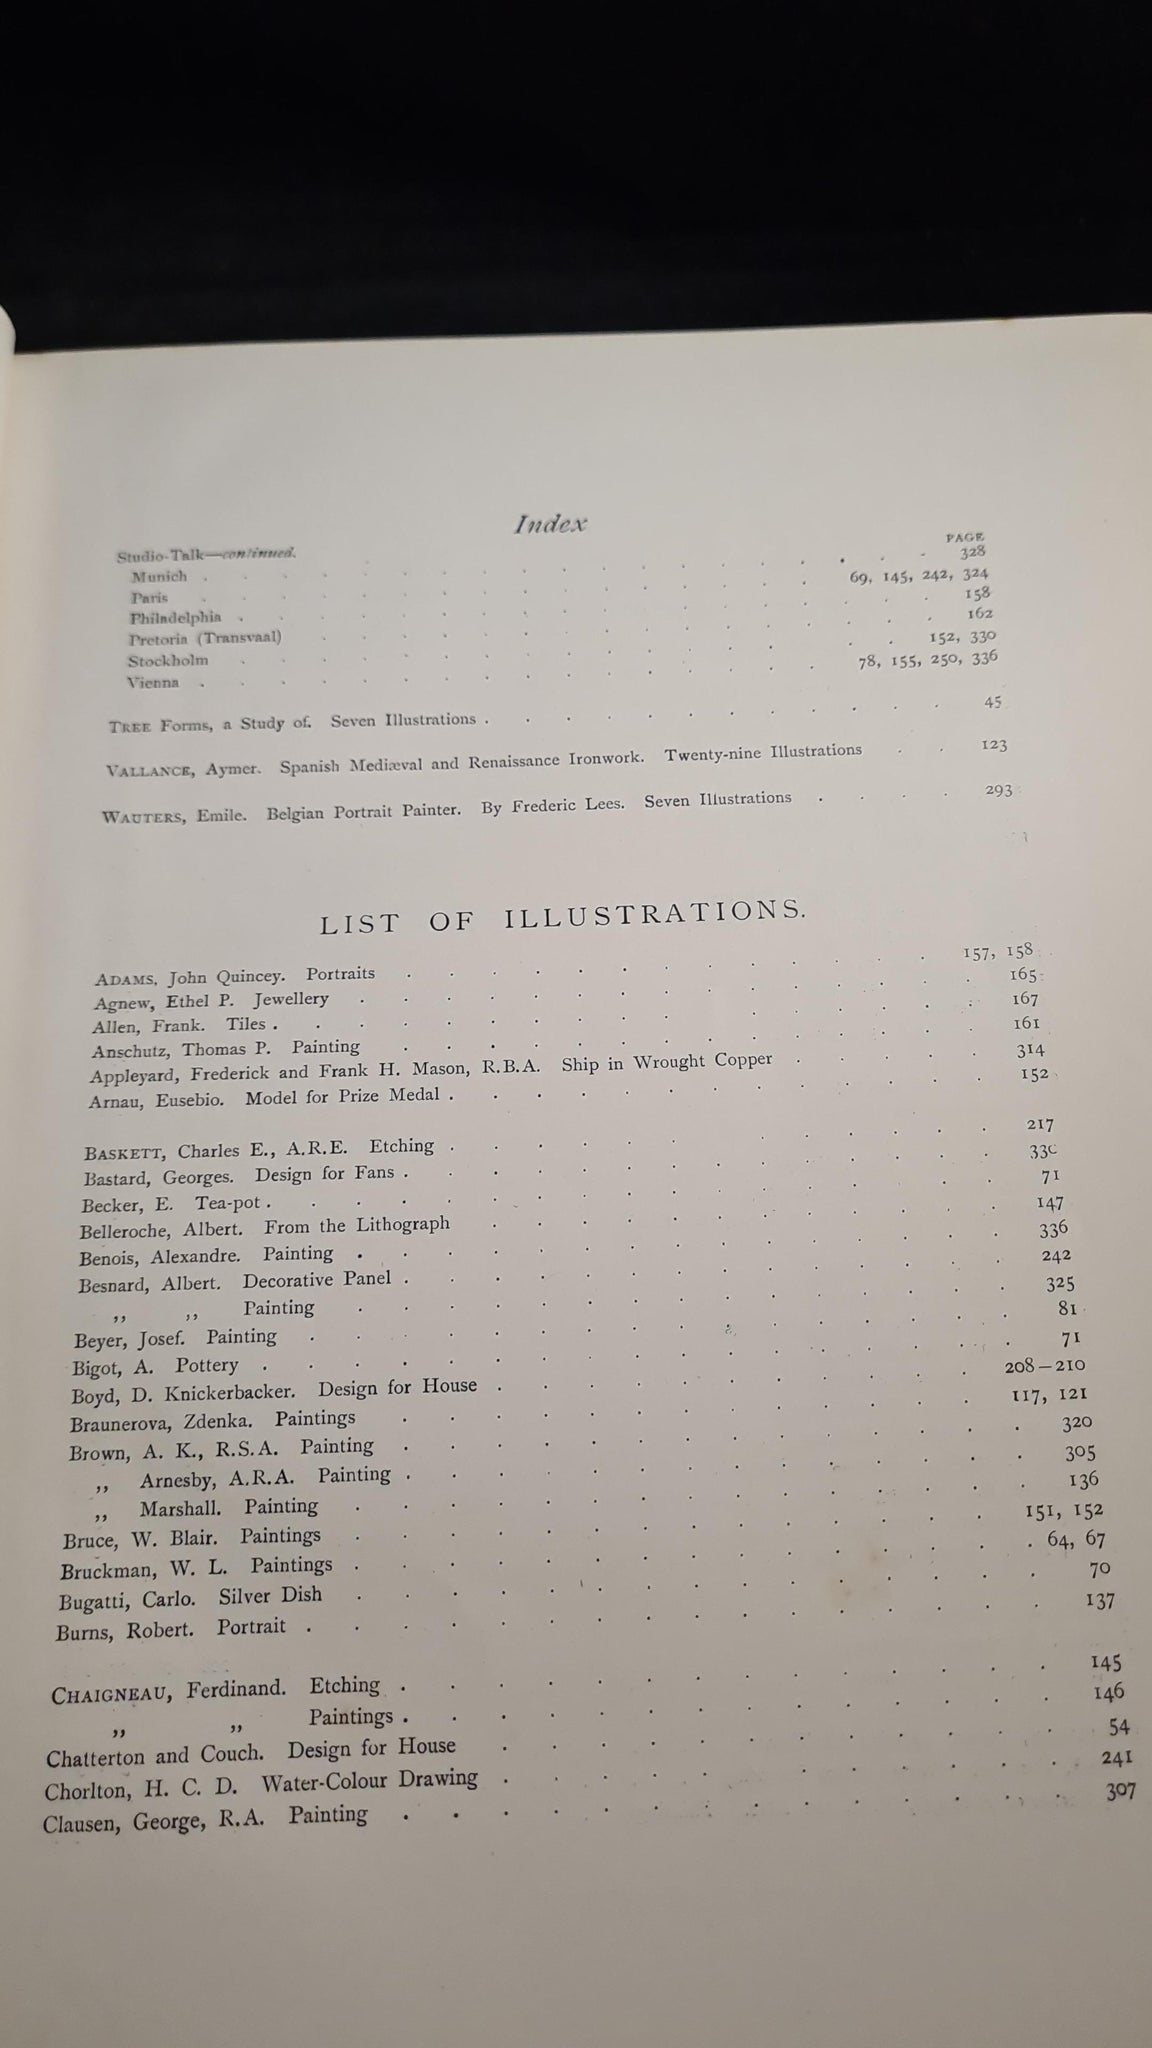 Index
PAGE
Studio-Talk—continued.
Munich . . . . . . . . . . . . 328
Paris . . . . . . . . . . . . 69, 145, 242, 324
Philadelphia . . . . . . . . . . . . 158
Pretoria (Transvaal) . . . . . . . . . . . . 162
Stockholm . . . . . . . . . . . . 152, 330
Vienna . . . . . . . . . . . . 78, 155, 250, 336
TREE Forms, a Study of. Seven Illustrations . . . . . . . . . . 45
VALLANCE, Aymer. Spanish Mediæval and Renaissance Ironwork. Twenty-nine Illustrations . . 123
WAUTERS, Emile. Belgian Portrait Painter. By Frederic Lees. Seven Illustrations . . . . 293
LIST OF ILLUSTRATIONS.
ADAMS, John Quincey. Portraits . . . . . . . . . . . . 157, 158
Agnew, Ethel P. Jewellery . . . . . . . . . . . . 165
Allen, Frank. Tiles . . . . . . . . . . . . 167
Anschutz, Thomas P. Painting . . . . . . . . . . . . 161
Appleyard, Frederick and Frank H. Mason, R.B.A. Ship in Wrought Copper . . . . . 314
Arnau, Eusebio. Model for Prize Medal . . . . . . . . . . . . 152
BASKETT, Charles E., A.R.E. Etching . . . . . . . . . . . . 217
Bastard, Georges. Design for Fans . . . . . . . . . . . . 330
Becker, E. Tea-pot . . . . . . . . . . . . 71
Belleroche, Albert. From the Lithograph . . . . . . . . . . . . 147
Benois, Alexandre. Painting . . . . . . . . . . . . 336
Besnard, Albert. Decorative Panel . . . . . . . . . . . . 242
,, ,, Painting . . . . . . . . . . . . 325
Beyer, Josef. Painting . . . . . . . . . . . . 81
Bigot, A. Pottery . . . . . . . . . . . . 71
Boyd, D. Knickerbacker. Design for House . . . . . . . . . . . 208—210
Braunerova, Zdenka. Paintings . . . . . . . . . . . . 117, 121
Brown, A. K., R.S.A. Painting . . . . . . . . . . . . 320
,, Arnesby, A.R.A. Painting . . . . . . . . . . . . 305
,, Marshall. Painting . . . . . . . . . . . . 136
Bruce, W. Blair. Paintings . . . . . . . . . . . . 151, 152
Bruckman, W. L. Paintings . . . . . . . . . . . . 64, 67
Bugatti, Carlo. Silver Dish . . . . . . . . . . . . 70
Burns, Robert. Portrait . . . . . . . . . . . . 137
CHAIGNEAU, Ferdinand. Etching . . . . . . . . . . . . 145
,, ,, Paintings . . . . . . . . . . . . 146
Chatterton and Couch. Design for House . . . . . . . . . . . . 54
Chorlton, H. C. D. Water-Colour Drawing . . . . . . . . . . . . 241
Clausen, George, R.A. Painting . . . . . . . . . . . . 307